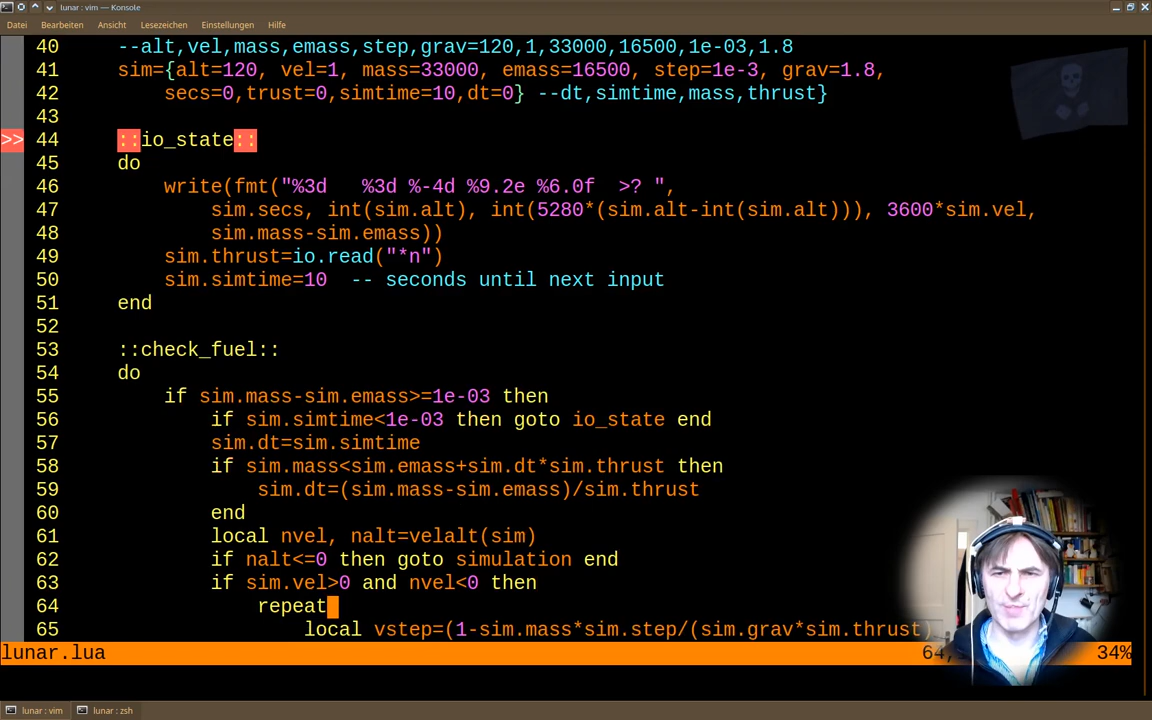 lunar : vim — Konsole
Datei Bearbeiten Ansicht Lesezeichen Einstellungen Hilfe
40 --alt,vel,mass,emass,step,grav=120,1,33000,16500,1e-03,1.8
41 sim={alt=120, vel=1, mass=33000, emass=16500, step=1e-3, grav=1.8,
42 secs=0,trust=0,simtime=10,dt=0} --dt,simtime,mass,thrust}
43
>> 44 ::io_state::
45 do
46 write(fmt("%3d   %3d %-4d %9.2e %6.0f  >? ",
47 sim.secs, int(sim.alt), int(5280*(sim.alt-int(sim.alt))), 3600*sim.vel,
48 sim.mass-sim.emass))
49 sim.thrust=io.read("*n")
50 sim.simtime=10  -- seconds until next input
51 end
52
53 ::check_fuel::
54 do
55 if sim.mass-sim.emass>=1e-03 then
56 if sim.simtime<1e-03 then goto io_state end
57 sim.dt=sim.simtime
58 if sim.mass<sim.emass+sim.dt*sim.thrust then
59 sim.dt=(sim.mass-sim.emass)/sim.thrust
60 end
61 local nvel, nalt=velalt(sim)
62 if nalt<=0 then goto simulation end
63 if sim.vel>0 and nvel<0 then
64 repeat
65 local vstep=(1-sim.mass*sim.step/(sim.grav*sim.thrust)
lunar.lua 64, 34%
lunar : vim lunar : zsh